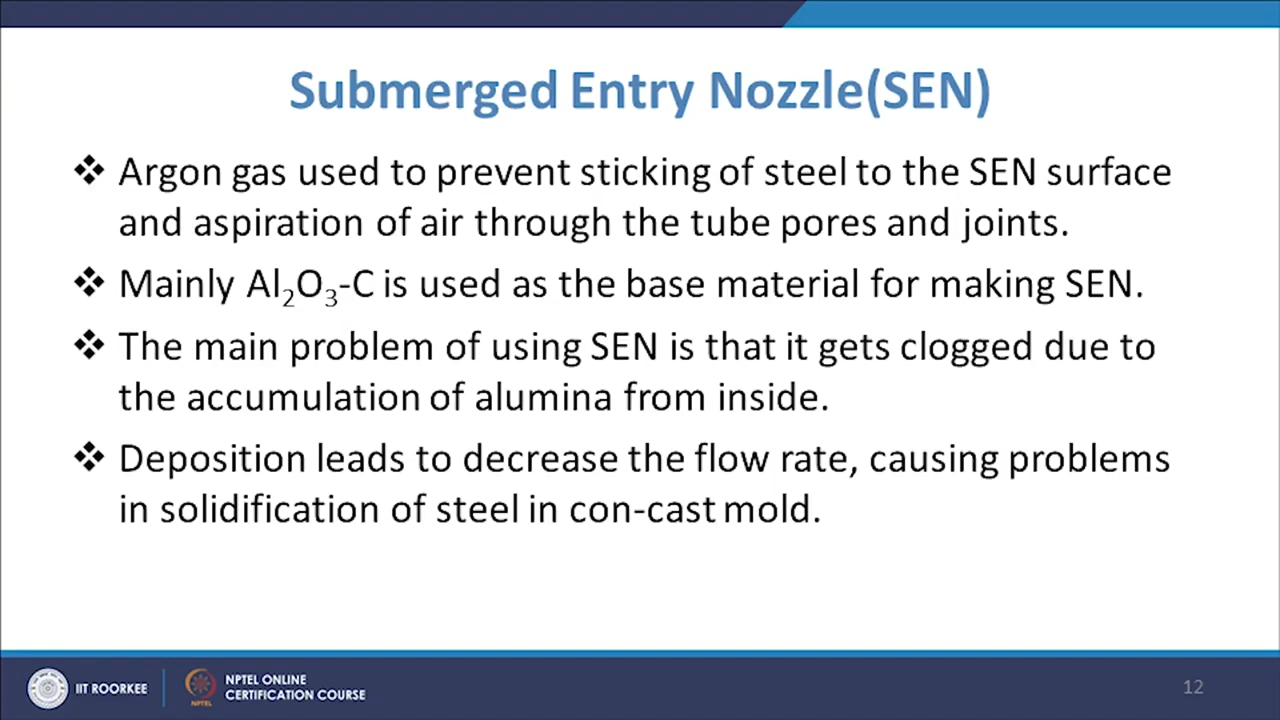 Submerged Entry Nozzle(SEN)
❖ Argon gas used to prevent sticking of steel to the SEN surface
and aspiration of air through the tube pores and joints.
❖ Mainly Al₂O₃-C is used as the base material for making SEN.
❖ The main problem of using SEN is that it gets clogged due to
the accumulation of alumina from inside.
❖ Deposition leads to decrease the flow rate, causing problems
in solidification of steel in con-cast mold.
IIT ROORKEE
NPTEL
NPTEL ONLINE
CERTIFICATION COURSE
12